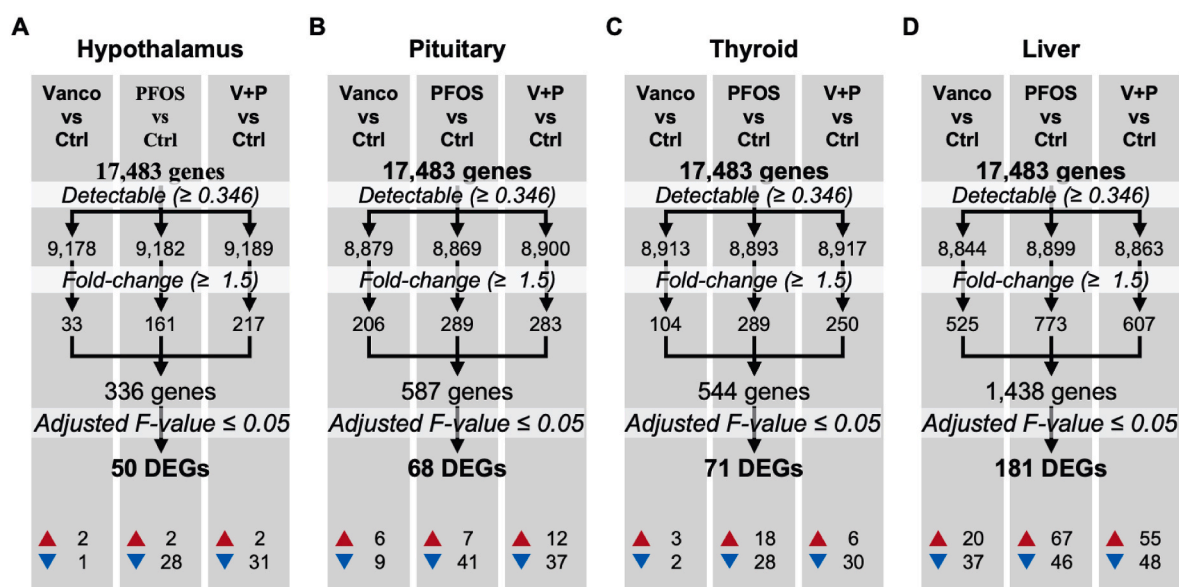 A
Hypothalamus
Vanco vs Ctrl
PFOS vs Ctrl
V+P vs Ctrl
17,483 genes
Detectable (≥ 0.346)
9,178 9,182 9,189
Fold-change (≥ 1.5)
33 161 217
336 genes
Adjusted F-value ≤ 0.05
50 DEGs
▲ 2 ▲ 2 ▲ 2
▼ 1 ▼ 28 ▼ 31
B
Pituitary
Vanco vs Ctrl
PFOS vs Ctrl
V+P vs Ctrl
17,483 genes
Detectable (≥ 0.346)
8,879 8,869 8,900
Fold-change (≥ 1.5)
206 289 283
587 genes
Adjusted F-value ≤ 0.05
68 DEGs
▲ 6 ▲ 7 ▲ 12
▼ 9 ▼ 41 ▼ 37
C
Thyroid
Vanco vs Ctrl
PFOS vs Ctrl
V+P vs Ctrl
17,483 genes
Detectable (≥ 0.346)
8,913 8,893 8,917
Fold-change (≥ 1.5)
104 289 250
544 genes
Adjusted F-value ≤ 0.05
71 DEGs
▲ 3 ▲ 18 ▲ 6
▼ 2 ▼ 28 ▼ 30
D
Liver
Vanco vs Ctrl
PFOS vs Ctrl
V+P vs Ctrl
17,483 genes
Detectable (≥ 0.346)
8,844 8,899 8,863
Fold-change (≥ 1.5)
525 773 607
1,438 genes
Adjusted F-value ≤ 0.05
181 DEGs
▲ 20 ▲ 67 ▲ 55
▼ 37 ▼ 46 ▼ 48